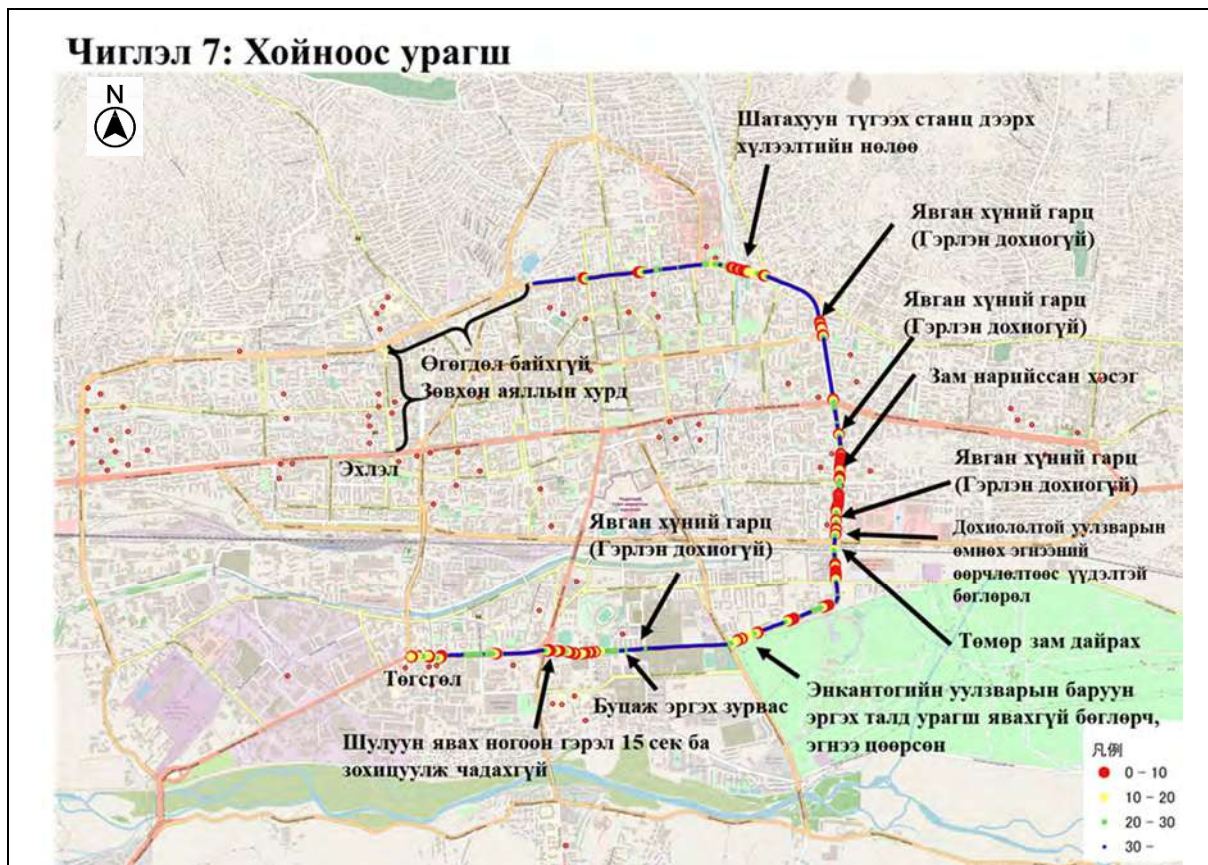 Чиглэл 7: Хойноос урагш
N
Шатахуун түгээх станц дээрх
хүлээлтийн нөлөө
Явган хүний гарц
(Гэрлэн дохиогүй)
Явган хүний гарц
(Гэрлэн дохиогүй)
Зам нарийссан хэсэг
Өгөгдөл байхгүй
Зөвхөн аяллын хурд
Эхлэл
Явган хүний гарц
(Гэрлэн дохиогүй)
Явган хүний гарц
(Гэрлэн дохиогүй)
Дохиололтой уулзварын
өмнөх эгнээний
өөрчлөлтөөс үүдэлтэй
бөглөрөл
Төмөр зам дайрах
Төгсгөл
Буцаж эргэх зурвас
Энкантогийн уулзварын баруун
эргэх талд урагш явахгүй бөглөрч,
эгнээ цөөрсөн
Шулуун явах ногоон гэрэл 15 сек ба
зохицуулж чадахгүй
凡例
0 - 10
10 - 20
20 - 30
30 -